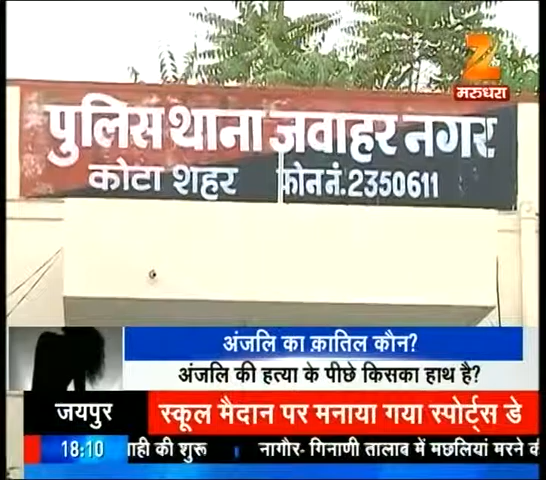 Z
मरुधरा
पुलिस थाना जवाहर नगर
कोटा शहर फोन नं. 2350611
अंजलि का क़ातिल कौन?
अंजलि की हत्या के पीछे किसका हाथ है?
जयपुर स्कूल मैदान पर मनाया गया स्पोर्ट्स डे
18:10 ाही की शुरू नागौर- गिनाणी तालाब में मछलियां मरने क